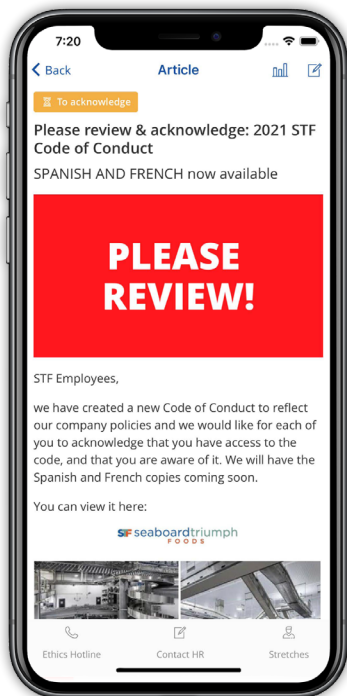 7:20
Back
Article
To acknowledge
Please review & acknowledge: 2021 STF
Code of Conduct
SPANISH AND FRENCH now available
PLEASE
REVIEW!
STF Employees,
we have created a new Code of Conduct to reflect
our company policies and we would like for each of
you to acknowledge that you have access to the
code, and that you are aware of it. We will have the
Spanish and French copies coming soon.
You can view it here:
STF seaboardtriumph
FOODS
Ethics Hotline
Contact HR
Stretches